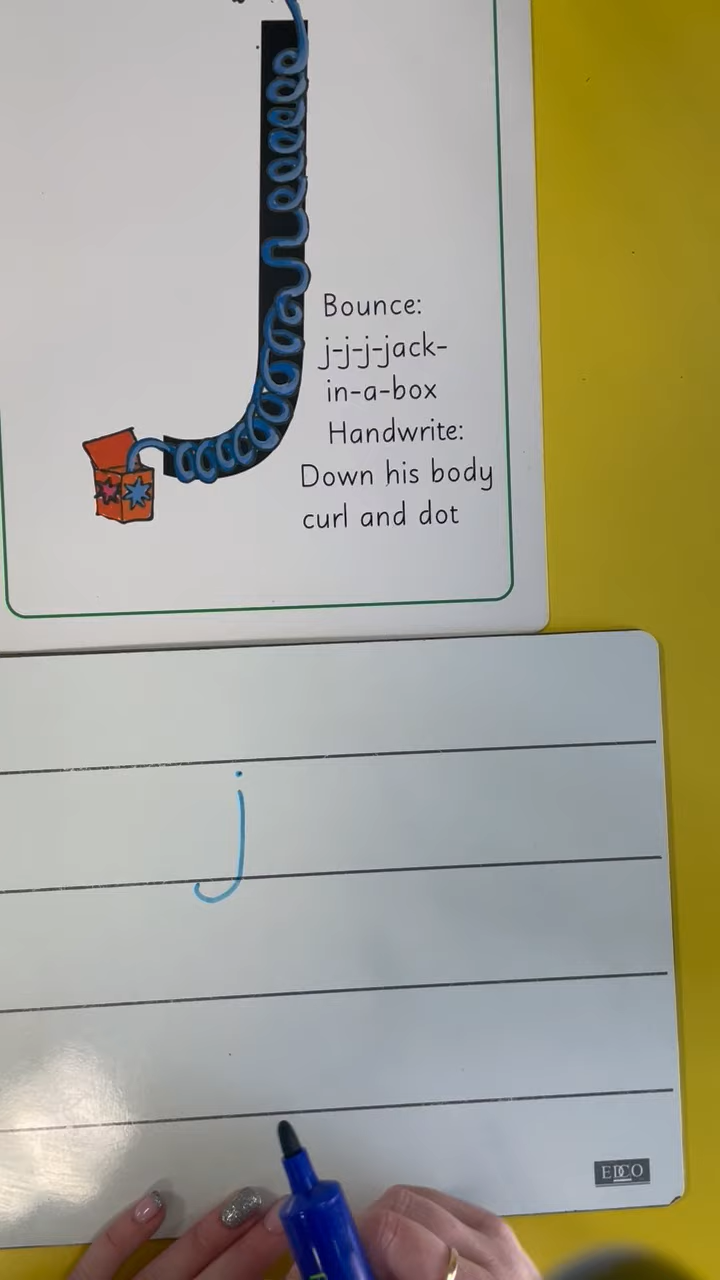 Bounce:
j-j-j-jack-
in-a-box
Handwrite:
Down his body
curl and dot
j
EDCO